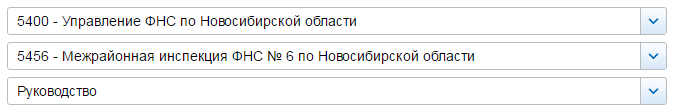 5400 - Управление ФНС по Новосибирской области
5456 - Межрайонная инспекция ФНС № 6 по Новосибирской области
Руководство